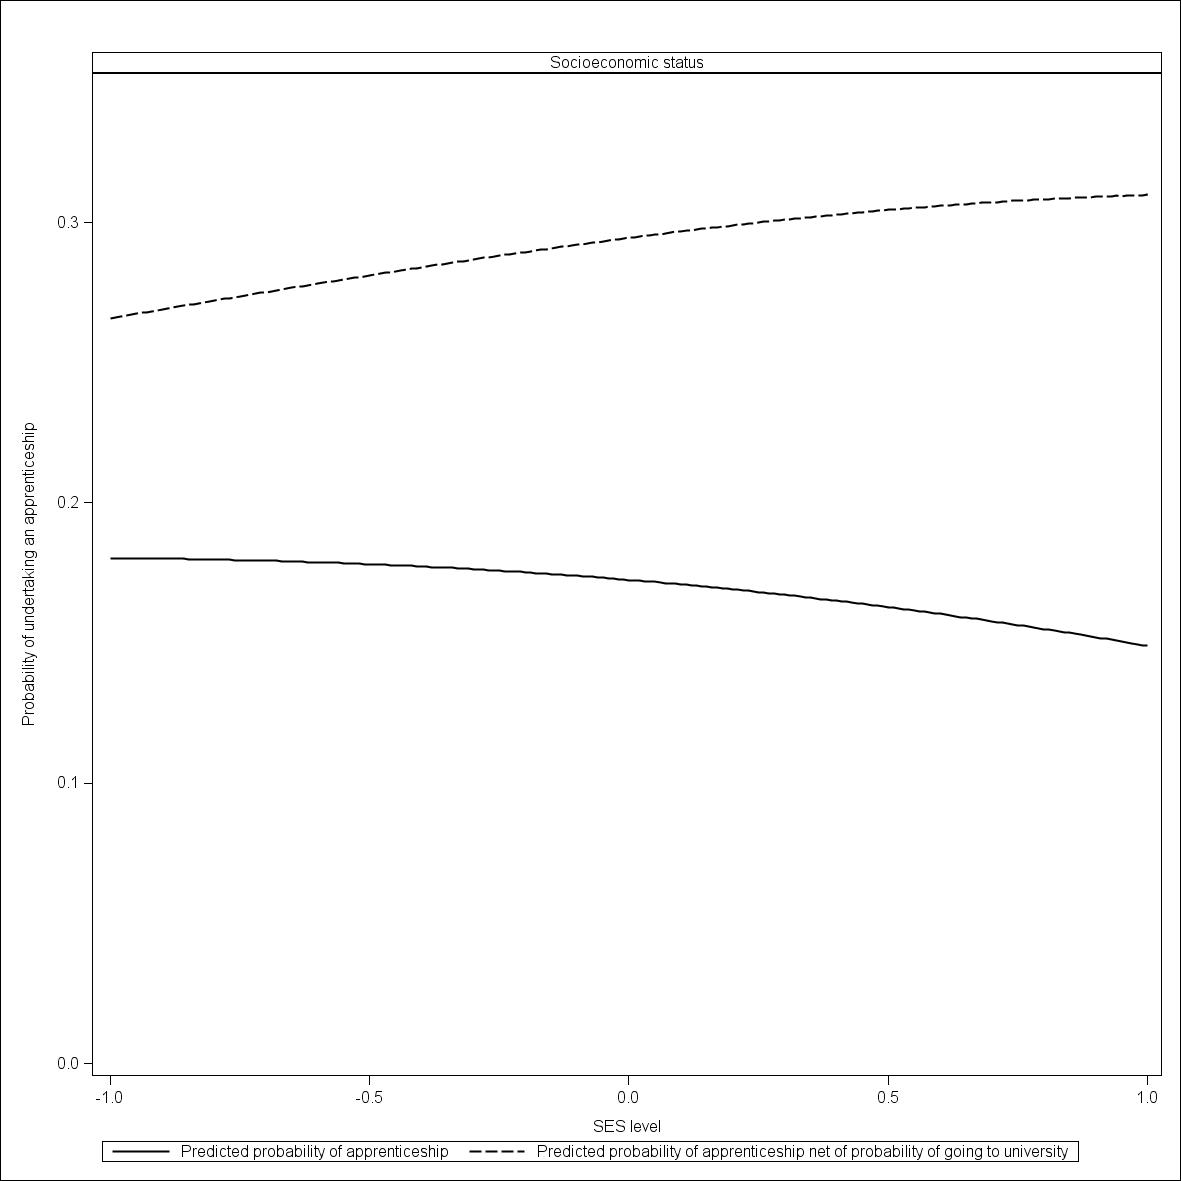 Socioeconomic status
Probability of undertaking an apprenticeship
0.3
0.2
0.1
0.0
-1.0 -0.5 0.0 0.5 1.0
SES level
Predicted probability of apprenticeship Predicted probability of apprenticeship net of probability of going to university